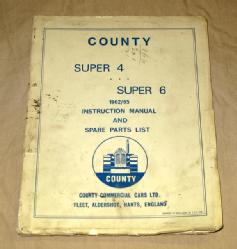 COUNTY
SUPER 4
SUPER 6
1962/65
INSTRUCTION MANUAL
AND
SPARE PARTS LIST
COUNTY
COUNTY COMMERCIAL CARS LTD.
FLEET, ALDERSHOT, HANTS, ENGLAND